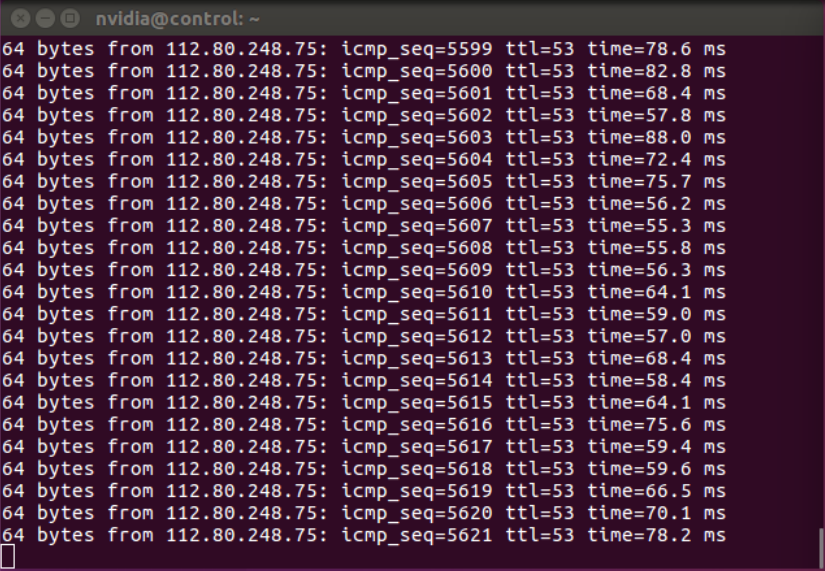 nvidia@control: ~
64 bytes from 112.80.248.75: icmp_seq=5599 ttl=53 time=78.6 ms
64 bytes from 112.80.248.75: icmp_seq=5600 ttl=53 time=82.8 ms
64 bytes from 112.80.248.75: icmp_seq=5601 ttl=53 time=68.4 ms
64 bytes from 112.80.248.75: icmp_seq=5602 ttl=53 time=57.8 ms
64 bytes from 112.80.248.75: icmp_seq=5603 ttl=53 time=88.0 ms
64 bytes from 112.80.248.75: icmp_seq=5604 ttl=53 time=72.4 ms
64 bytes from 112.80.248.75: icmp_seq=5605 ttl=53 time=75.7 ms
64 bytes from 112.80.248.75: icmp_seq=5606 ttl=53 time=56.2 ms
64 bytes from 112.80.248.75: icmp_seq=5607 ttl=53 time=55.3 ms
64 bytes from 112.80.248.75: icmp_seq=5608 ttl=53 time=55.8 ms
64 bytes from 112.80.248.75: icmp_seq=5609 ttl=53 time=56.3 ms
64 bytes from 112.80.248.75: icmp_seq=5610 ttl=53 time=64.1 ms
64 bytes from 112.80.248.75: icmp_seq=5611 ttl=53 time=59.0 ms
64 bytes from 112.80.248.75: icmp_seq=5612 ttl=53 time=57.0 ms
64 bytes from 112.80.248.75: icmp_seq=5613 ttl=53 time=68.4 ms
64 bytes from 112.80.248.75: icmp_seq=5614 ttl=53 time=58.4 ms
64 bytes from 112.80.248.75: icmp_seq=5615 ttl=53 time=64.1 ms
64 bytes from 112.80.248.75: icmp_seq=5616 ttl=53 time=75.6 ms
64 bytes from 112.80.248.75: icmp_seq=5617 ttl=53 time=59.4 ms
64 bytes from 112.80.248.75: icmp_seq=5618 ttl=53 time=59.6 ms
64 bytes from 112.80.248.75: icmp_seq=5619 ttl=53 time=66.5 ms
64 bytes from 112.80.248.75: icmp_seq=5620 ttl=53 time=70.1 ms
64 bytes from 112.80.248.75: icmp_seq=5621 ttl=53 time=78.2 ms